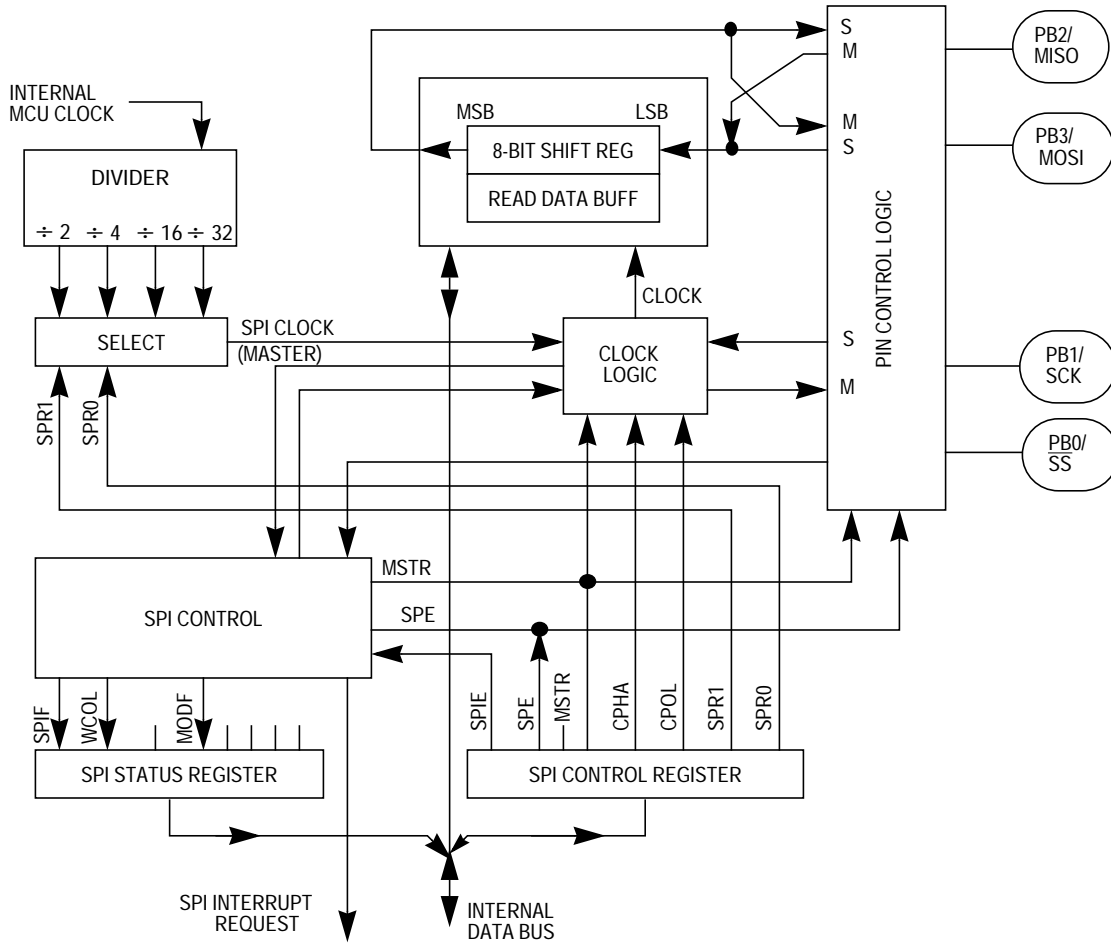 INTERNAL
MCU CLOCK
DIVIDER
÷ 2 ÷ 4 ÷ 16 ÷ 32
SELECT
SPI CLOCK
(MASTER)
SPR1
SPR0
MSB LSB
8-BIT SHIFT REG
READ DATA BUFF
CLOCK
CLOCK
LOGIC
S
M
M
S
S
M
PIN CONTROL LOGIC
PB2/
MISO
PB3/
MOSI
PB1/
SCK
PB0/
SS
SPI CONTROL
MSTR
SPE
SPIF
WCOL
MODF
SPI STATUS REGISTER
SPIE
SPE
MSTR
CPHA
CPOL
SPR1
SPR0
SPI CONTROL REGISTER
SPI INTERRUPT
REQUEST
INTERNAL
DATA BUS